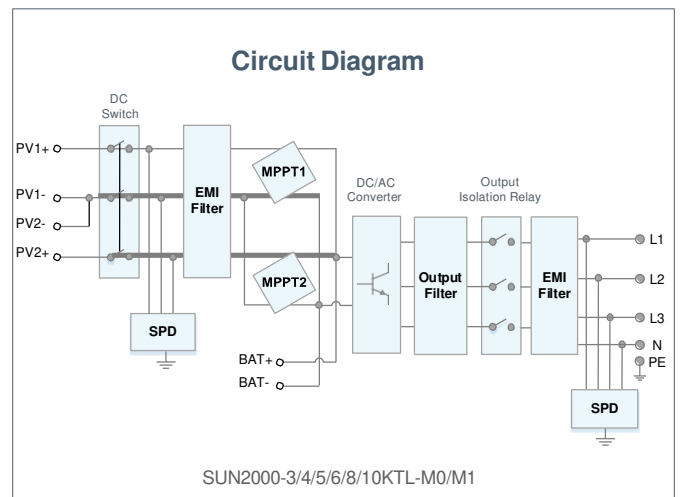 Circuit Diagram
DC
Switch
PV1+
PV1-
PV2-
PV2+
EMI
Filter
MPPT1
MPPT2
SPD
BAT+
BAT-
DC/AC
Converter
Output
Filter
Output
Isolation Relay
EMI
Filter
L1
L2
L3
N
PE
SPD
SUN2000-3/4/5/6/8/10KTL-M0/M1